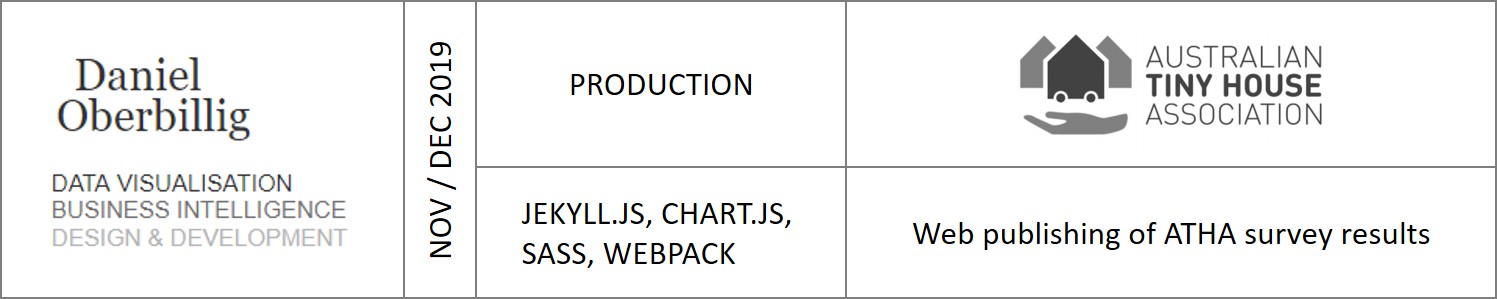 Daniel
Oberbillig
DATA VISUALISATION
BUSINESS INTELLIGENCE
DESIGN & DEVELOPMENT
NOV / DEC 2019
PRODUCTION
AUSTRALIAN
TINY HOUSE
ASSOCIATION
JEKYLL.JS, CHART.JS,
SASS, WEBPACK
Web publishing of ATHA survey results